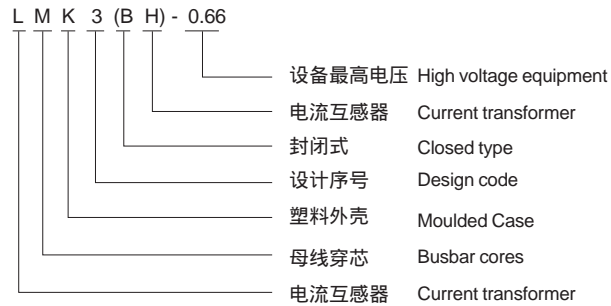 L M K 3 (B H) - 0.66
设备最高电压 High voltage equipment
电流互感器 Current transformer
封闭式 Closed type
设计序号 Design code
塑料外壳 Moulded Case
母线穿芯 Busbar cores
电流互感器 Current transformer